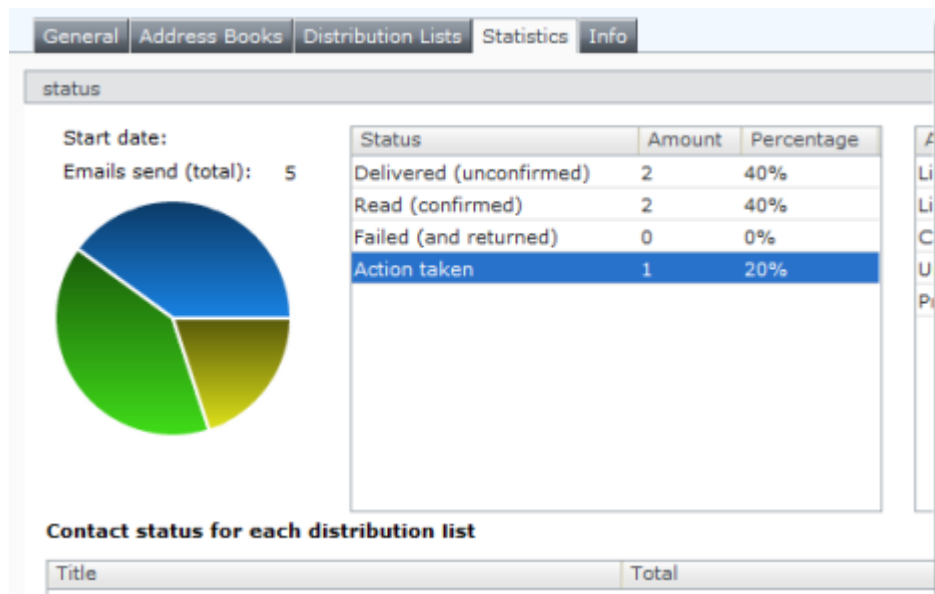 General Address Books Distribution Lists Statistics Info
status
Start date:
Emails send (total): 5
Status Amount Percentage
Delivered (unconfirmed) 2 40%
Read (confirmed) 2 40%
Failed (and returned) 0 0%
Action taken 1 20%
Contact status for each distribution list
Title Total